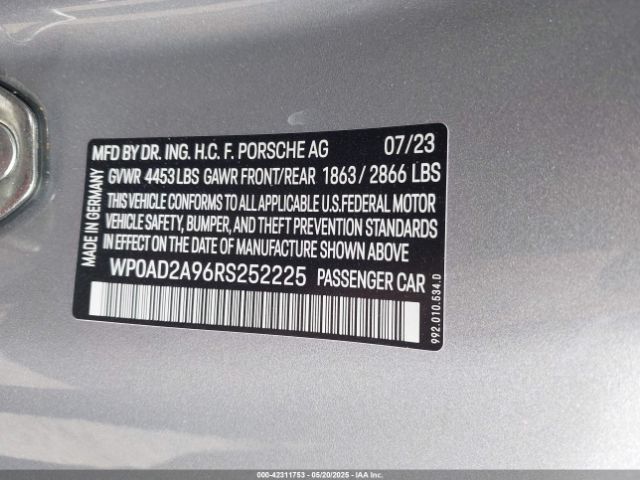 MFD BY DR. ING. H.C. F. PORSCHE AG 07/23
GVWR 4453 LBS GAWR FRONT/REAR 1863 / 2866 LBS
THIS VEHICLE CONFORMS TO ALL APPLICABLE U.S.FEDERAL MOTOR
VEHICLE SAFETY, BUMPER, AND THEFT PREVENTION STANDARDS
IN EFFECT ON THE DATE OF MANUFACTURE SHOWN ABOVE.
WP0AD2A96RS252225 PASSENGER CAR
MADE IN GERMANY
992.010.534.D
000-42311753 - 05/20/2025 - IAA, Inc.